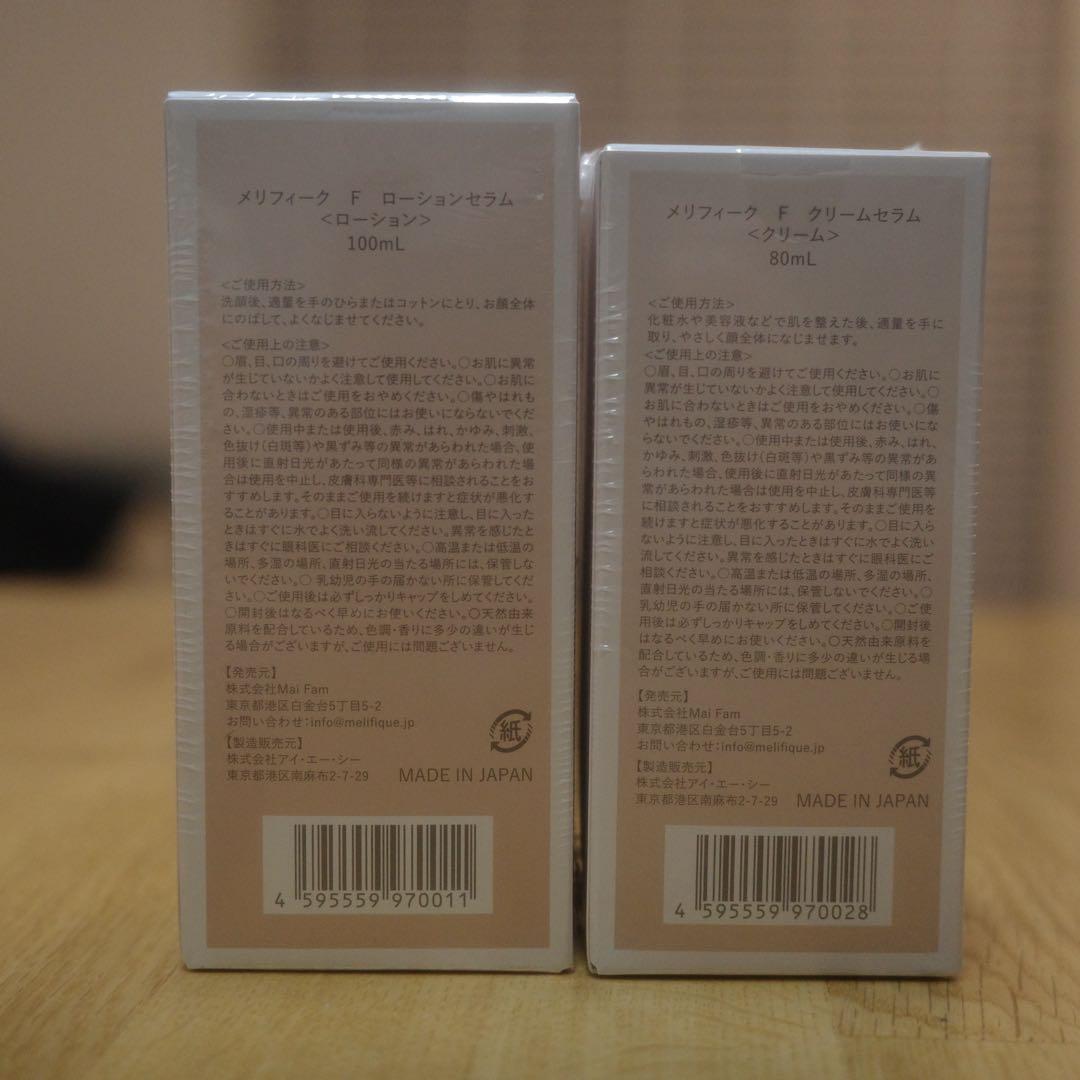 メリフィーク F ローションセラム
<ローション>
100mL
<ご使用方法>
洗顔後、適量を手のひらまたはコットンにとり、お顔全体
にのばして、よくなじませてください。
<ご使用上の注意>
○眉、目、口の周りを避けてご使用ください。○お肌に異常
が生じていないかよく注意して使用してください。○お肌に
合わないときはご使用をおやめください。○傷やはれも
の、湿疹等、異常のある部位にはお使いにならないでくだ
さい。○使用中または使用後、赤み、はれ、かゆみ、刺激、
色抜け(白斑等)や黒ずみ等の異常があらわれた場合、使
用後に直射日光があたって同様の異常があらわれた場
合は使用を中止し、皮膚科専門医等に相談されることをお
すすめします。そのままご使用を続けますと症状が悪化す
ることがあります。○目に入らないように注意し、目に入った
ときはすぐに水でよく洗い流してください。異常を感じたと
きはすぐに眼科医にご相談ください。○高温または低温の
場所、多湿の場所、直射日光の当たる場所には、保管しな
いでください。○ 乳幼児の手の届かない所に保管してくださ
い。○ご使用後は必ずしっかりキャップをしめてください。
○開封後はなるべく早めにお使いください。○天然由来
原料を配合しているため、色調・香りに多少の違いが生じ
る場合がございますが、ご使用には問題ございません。
【発売元】
株式会社Mai Fam
東京都港区白金台5丁目5-2
お問い合わせ:info@melifique.jp
【製造販売元】
株式会社アイ・エー・シー
東京都港区南麻布2-7-29
紙
MADE IN JAPAN
4 595559 970011
メリフィーク F クリームセラム
<クリーム>
80mL
<ご使用方法>
化粧水や美容液などで肌を整えた後、適量を手に
取り、やさしく顔全体になじませます。
<ご使用上の注意>
○眉、目、口の周りを避けてご使用ください。○お肌に
異常が生じていないかよく注意して使用してください。○
お肌に合わないときはご使用をおやめください。○傷
やはれもの、湿疹等、異常のある部位にはお使いにな
らないでください。○使用中または使用後、赤み、はれ、
かゆみ、刺激、色抜け(白斑等)や黒ずみ等の異常があ
らわれた場合、使用後に直射日光があたって同様の異
常があらわれた場合は使用を中止し、皮膚科専門医等
に相談されることをおすすめします。そのままご使用を
続けますと症状が悪化することがあります。○目に入ら
ないように注意し、目に入ったときはすぐに水でよく洗い
流してください。異常を感じたときはすぐに眼科医にご相
談ください。○高温または低温の場所、多湿の場所、
直射日光の当たる場所には、保管しないでください。○
乳幼児の手の届かない所に保管してください。○ご使
用後は必ずしっかりキャップをしめてください。○開封後
はなるべく早めにお使いください。○天然由来原料を
配合しているため、色調・香りに多少の違いが生じる場
合がございますが、ご使用には問題ございません。
【発売元】
株式会社Mai Fam
東京都港区白金台5丁目5-2
お問い合わせ:info@melifique.jp
【製造販売元】
株式会社アイ・エー・シー
東京都港区南麻布2-7-29
紙
MADE IN JAPAN
4 595559 970028